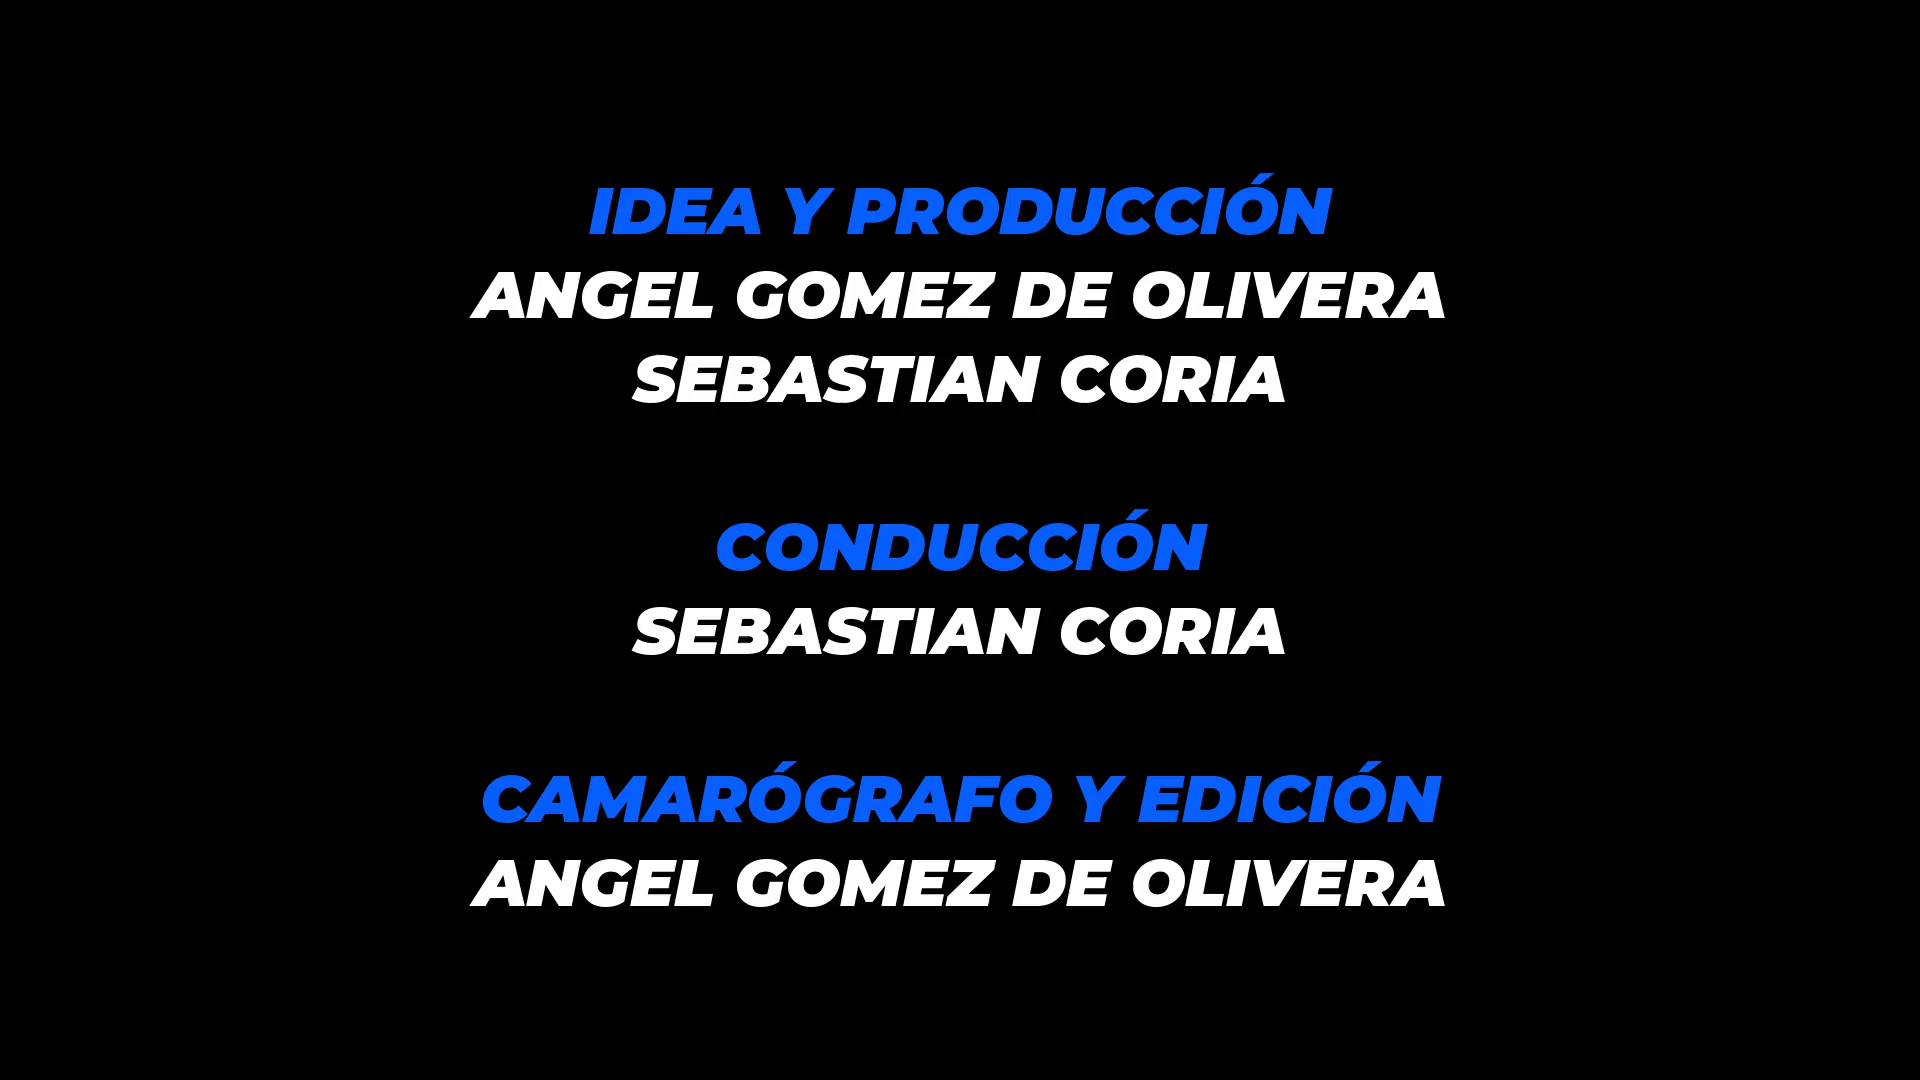 IDEA Y PRODUCCIÓN
ANGEL GOMEZ DE OLIVERA
SEBASTIAN CORIA
CONDUCCIÓN
SEBASTIAN CORIA
CAMARÓGRAFO Y EDICIÓN
ANGEL GOMEZ DE OLIVERA